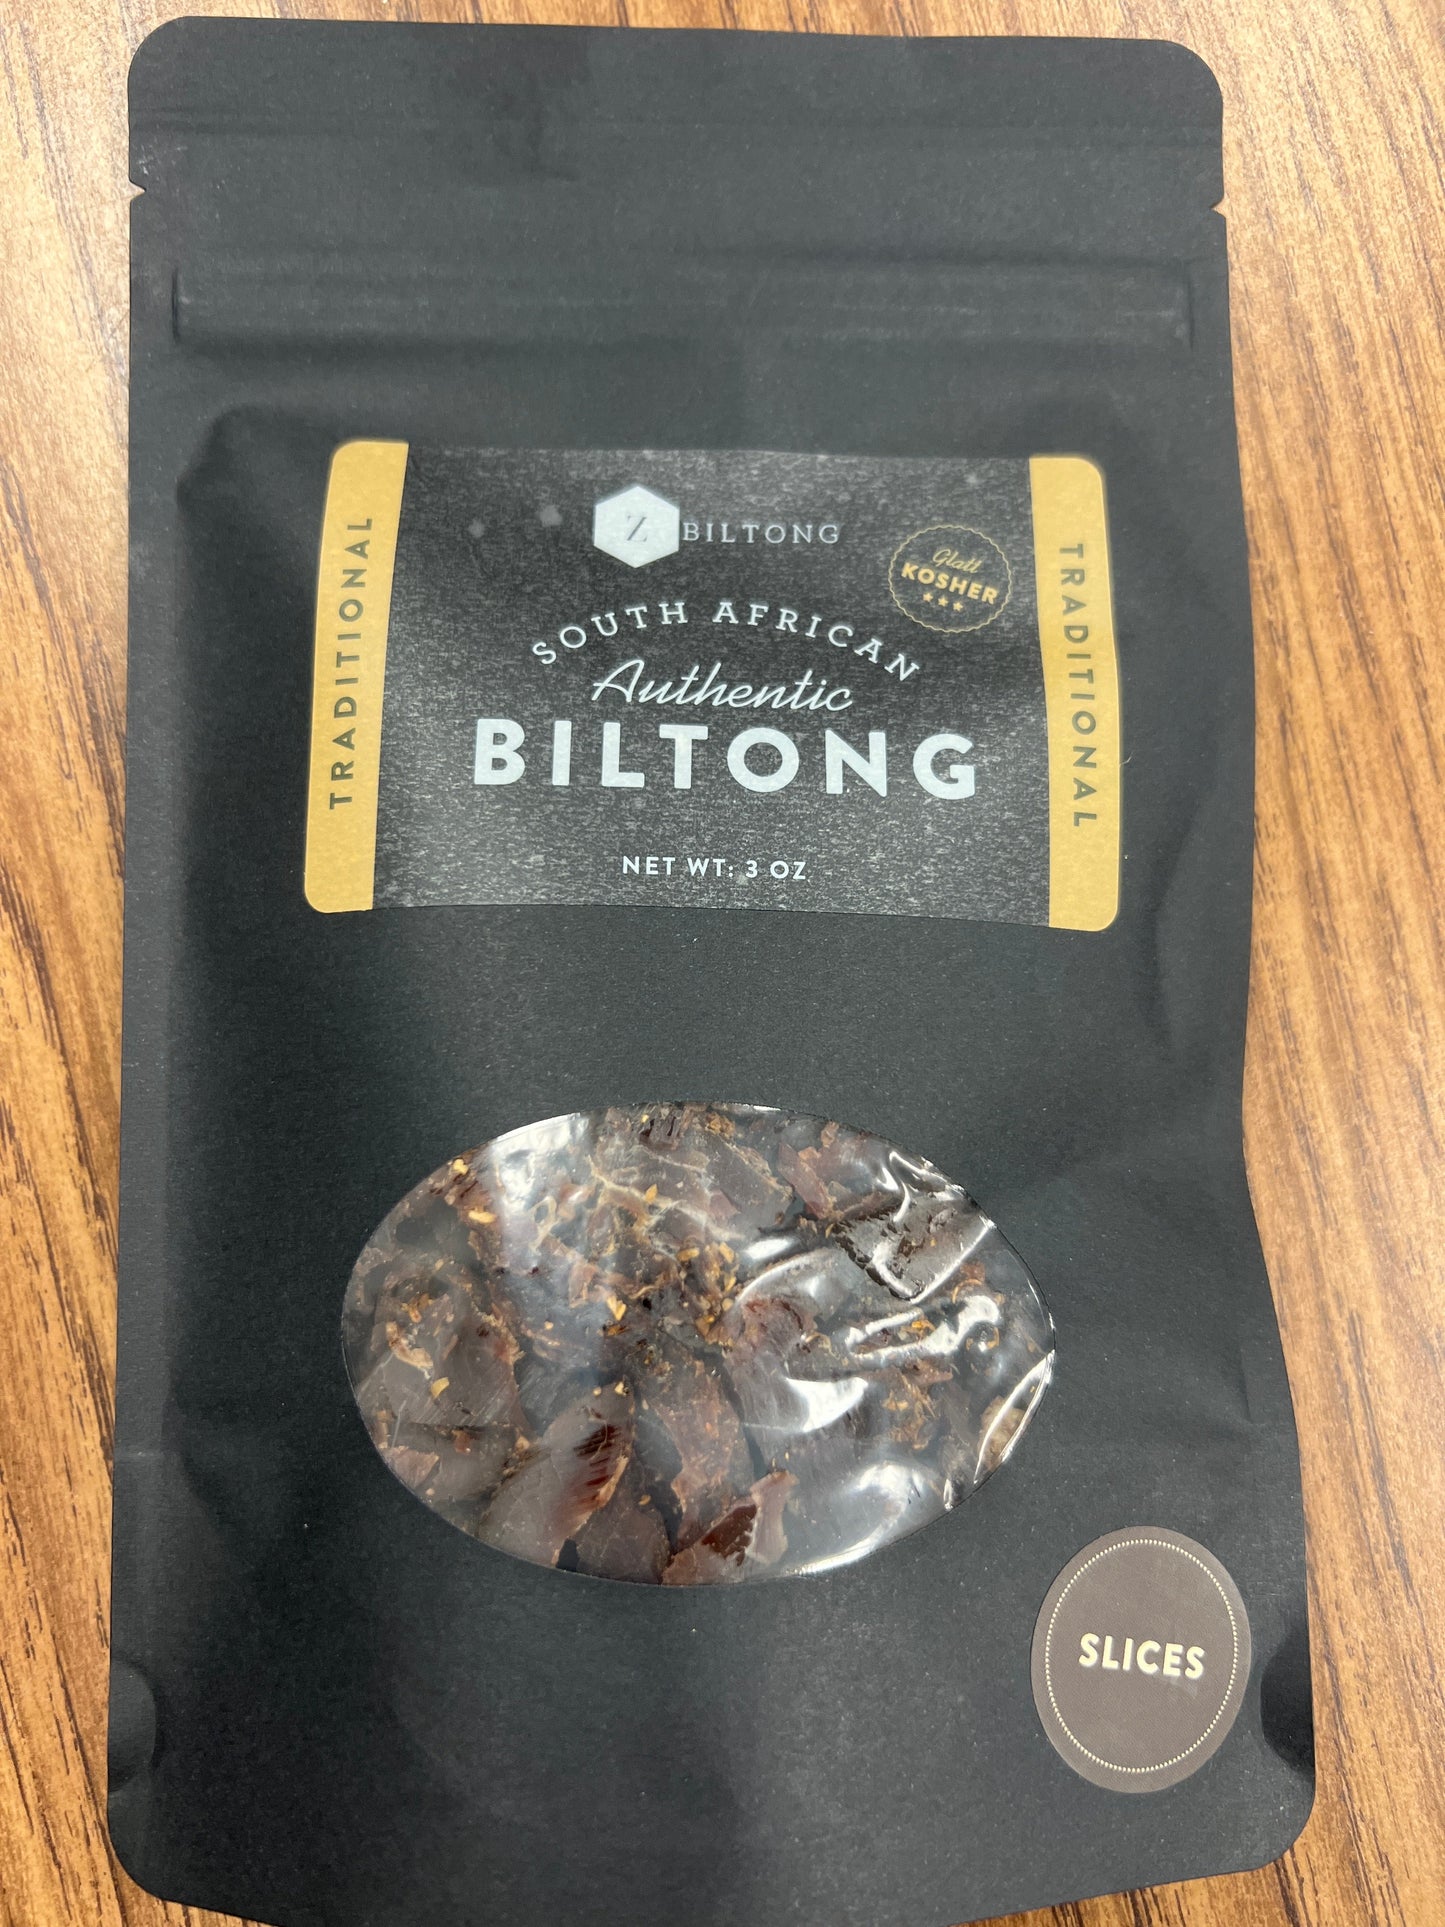 Z BILTONG
Glatt
KOSHER
SOUTH AFRICAN
Authentic
BILTONG
NET WT: 3 OZ
TRADITIONAL
TRADITIONAL
SLICES